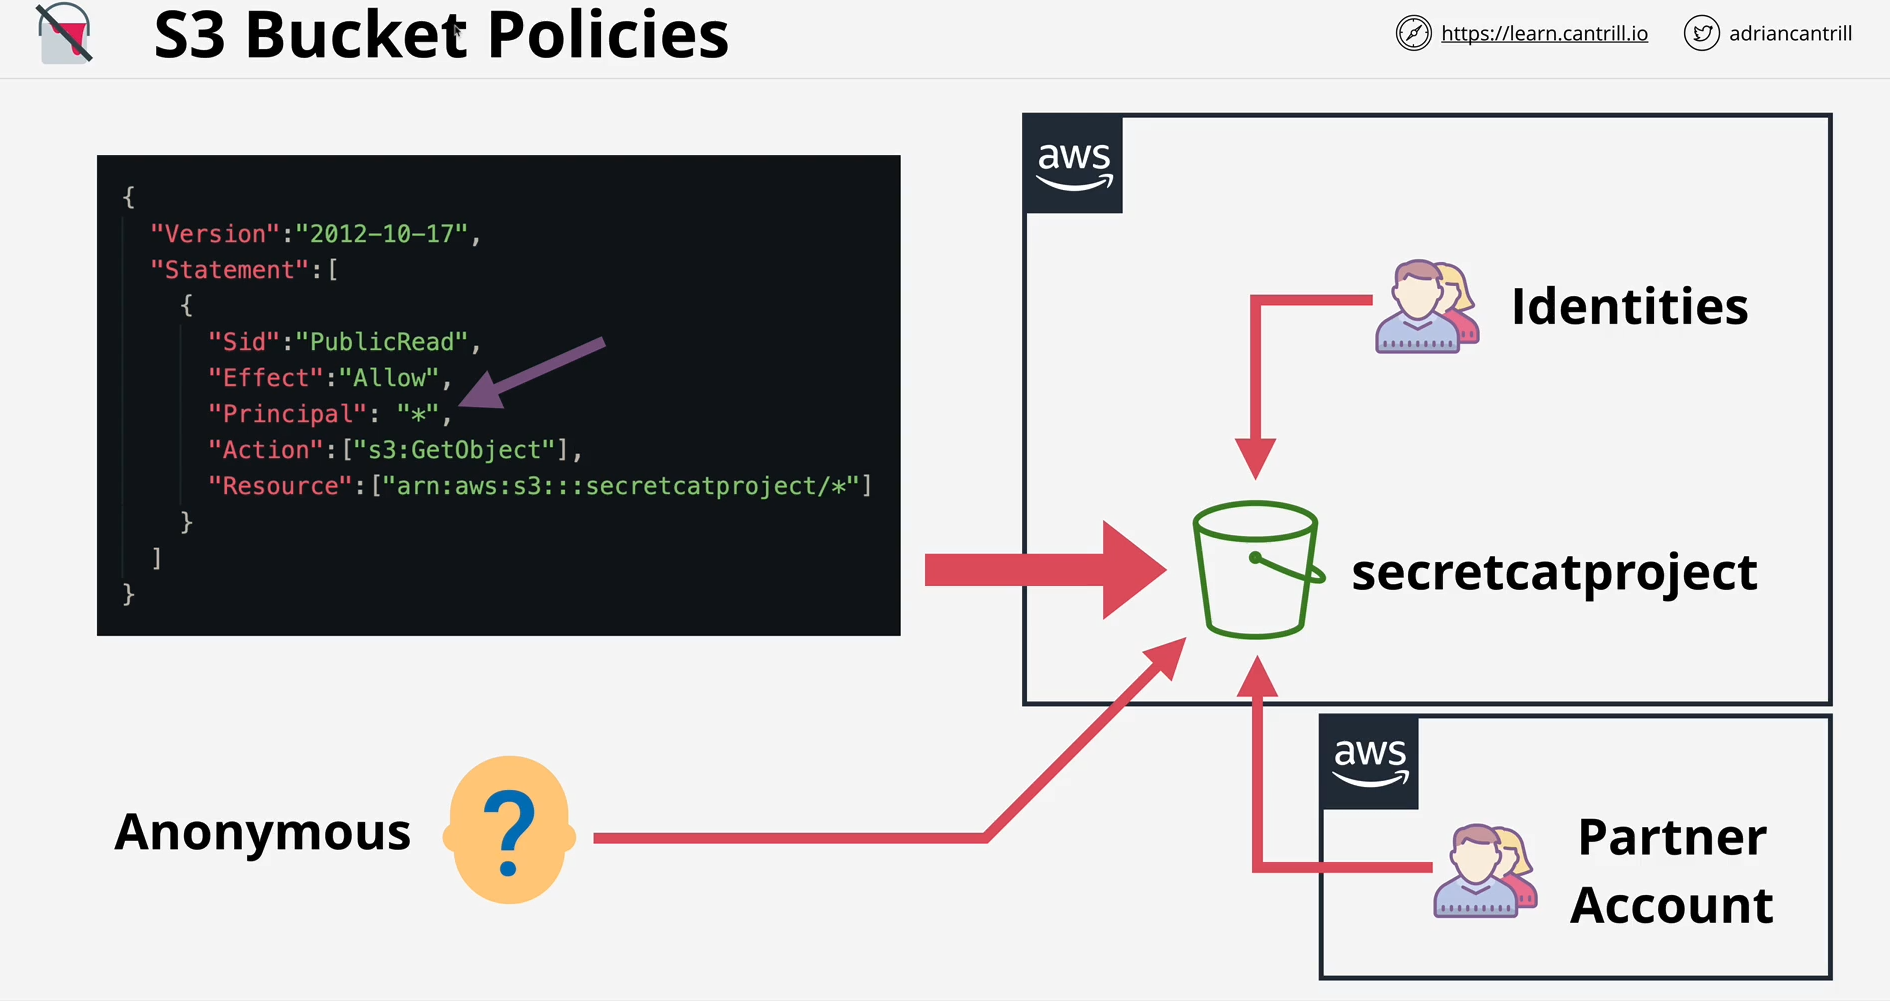 S3 Bucket Policies
https://learn.cantrill.io
adriancantrill
{
"Version":"2012-10-17",
"Statement":[
{
"Sid":"PublicRead",
"Effect":"Allow",
"Principal": "*",
"Action":["s3:GetObject"],
"Resource":["arn:aws:s3:::secretcatproject/*"]
}
]
}
aws
Identities
secretcatproject
Anonymous
?
aws
Partner
Account